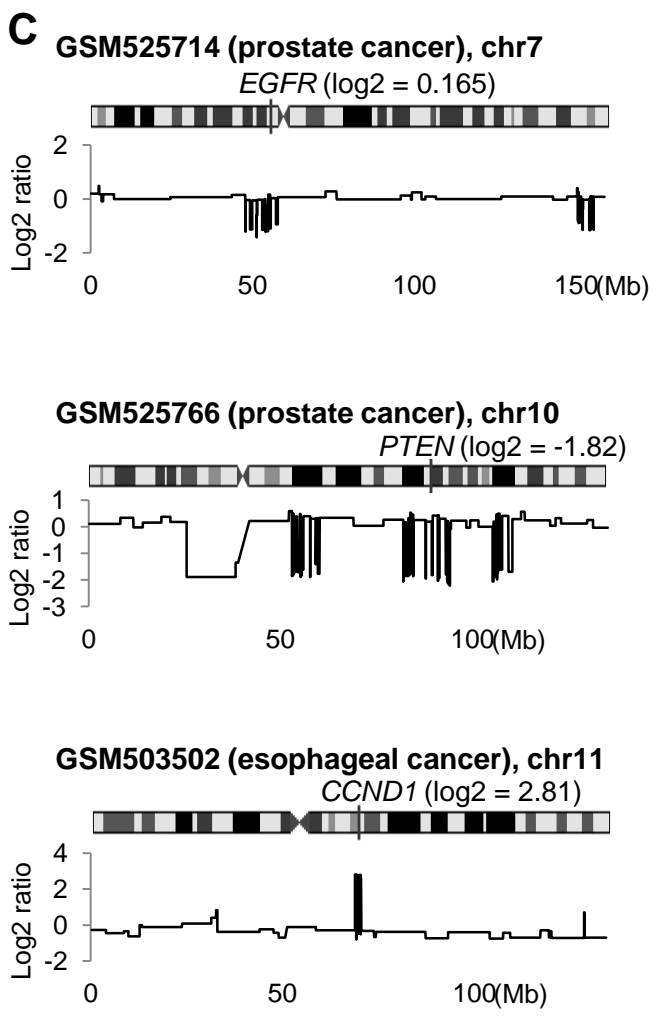 C
GSM525714 (prostate cancer), chr7
EGFR (log2 = 0.165)
Log2 ratio
2
0
-2
0 50 100 150(Mb)
GSM525766 (prostate cancer), chr10
PTEN (log2 = -1.82)
Log2 ratio
1
0
-1
-2
-3
0 50 100(Mb)
GSM503502 (esophageal cancer), chr11
CCND1 (log2 = 2.81)
Log2 ratio
4
2
0
-2
0 50 100(Mb)